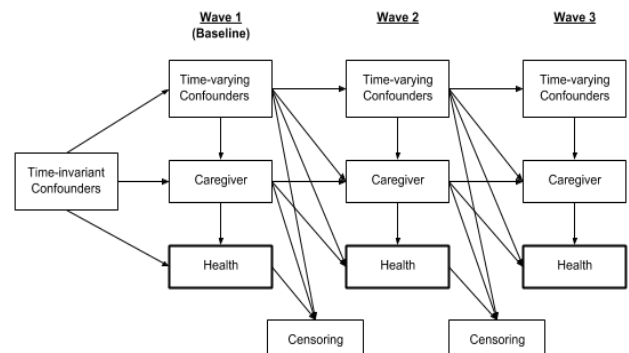 Wave 1
(Baseline)
Wave 2
Wave 3
Time-varying
Confounders
Time-varying
Confounders
Time-varying
Confounders
Time-invariant
Confounders
Caregiver
Caregiver
Caregiver
Health
Health
Health
Censoring
Censoring